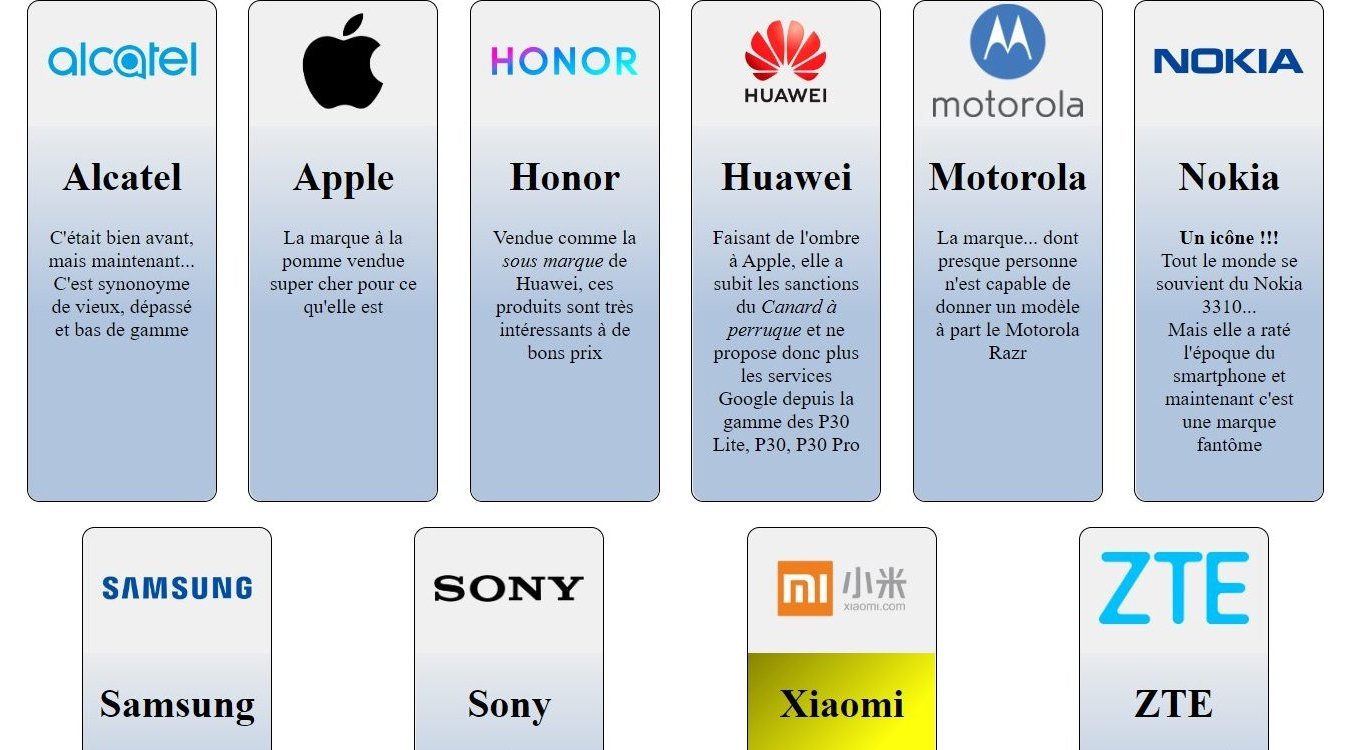 alcatel
Alcatel
C'était bien avant,
mais maintenant...
C'est synonoyme
de vieux, dépassé
et bas de gamme
Apple
La marque à la
pomme vendue
super cher pour ce
qu'elle est
HONOR
Honor
Vendue comme la
sous marque de
Huawei, ces
produits sont très
intéressants à de
bons prix
HUAWEI
Huawei
Faisant de l'ombre
à Apple, elle a
subit les sanctions
du Canard à
perruque et ne
propose donc plus
les services
Google depuis la
gamme des P30
Lite, P30, P30 Pro
motorola
Motorola
La marque... dont
presque personne
n'est capable de
donner un modèle
à part le Motorola
Razr
NOKIA
Nokia
Un icône !!!
Tout le monde se
souvient du Nokia
3310...
Mais elle a raté
l'époque du
smartphone et
maintenant c'est
une marque
fantôme
SAMSUNG
Samsung
SONY
Sony
mi 小米
xiaomi.com
Xiaomi
ZTE
ZTE